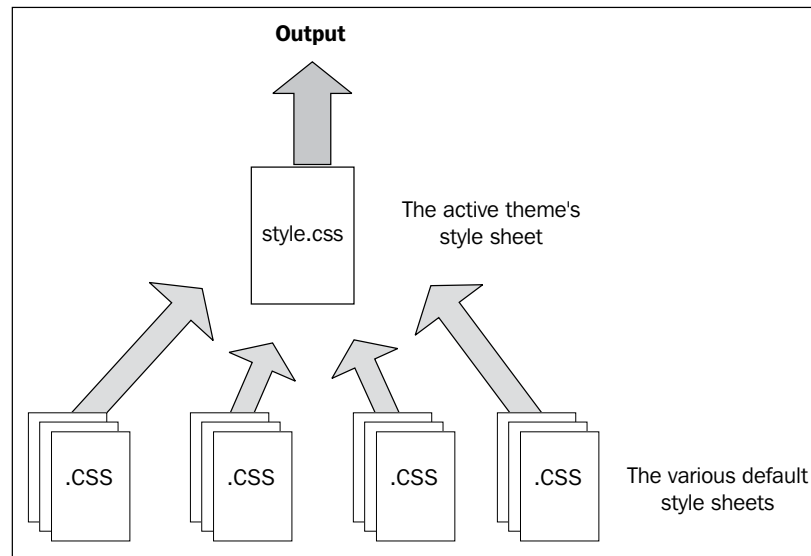 Output
style.css
The active theme's
style sheet
.CSS
.CSS
.CSS
.CSS
The various default
style sheets